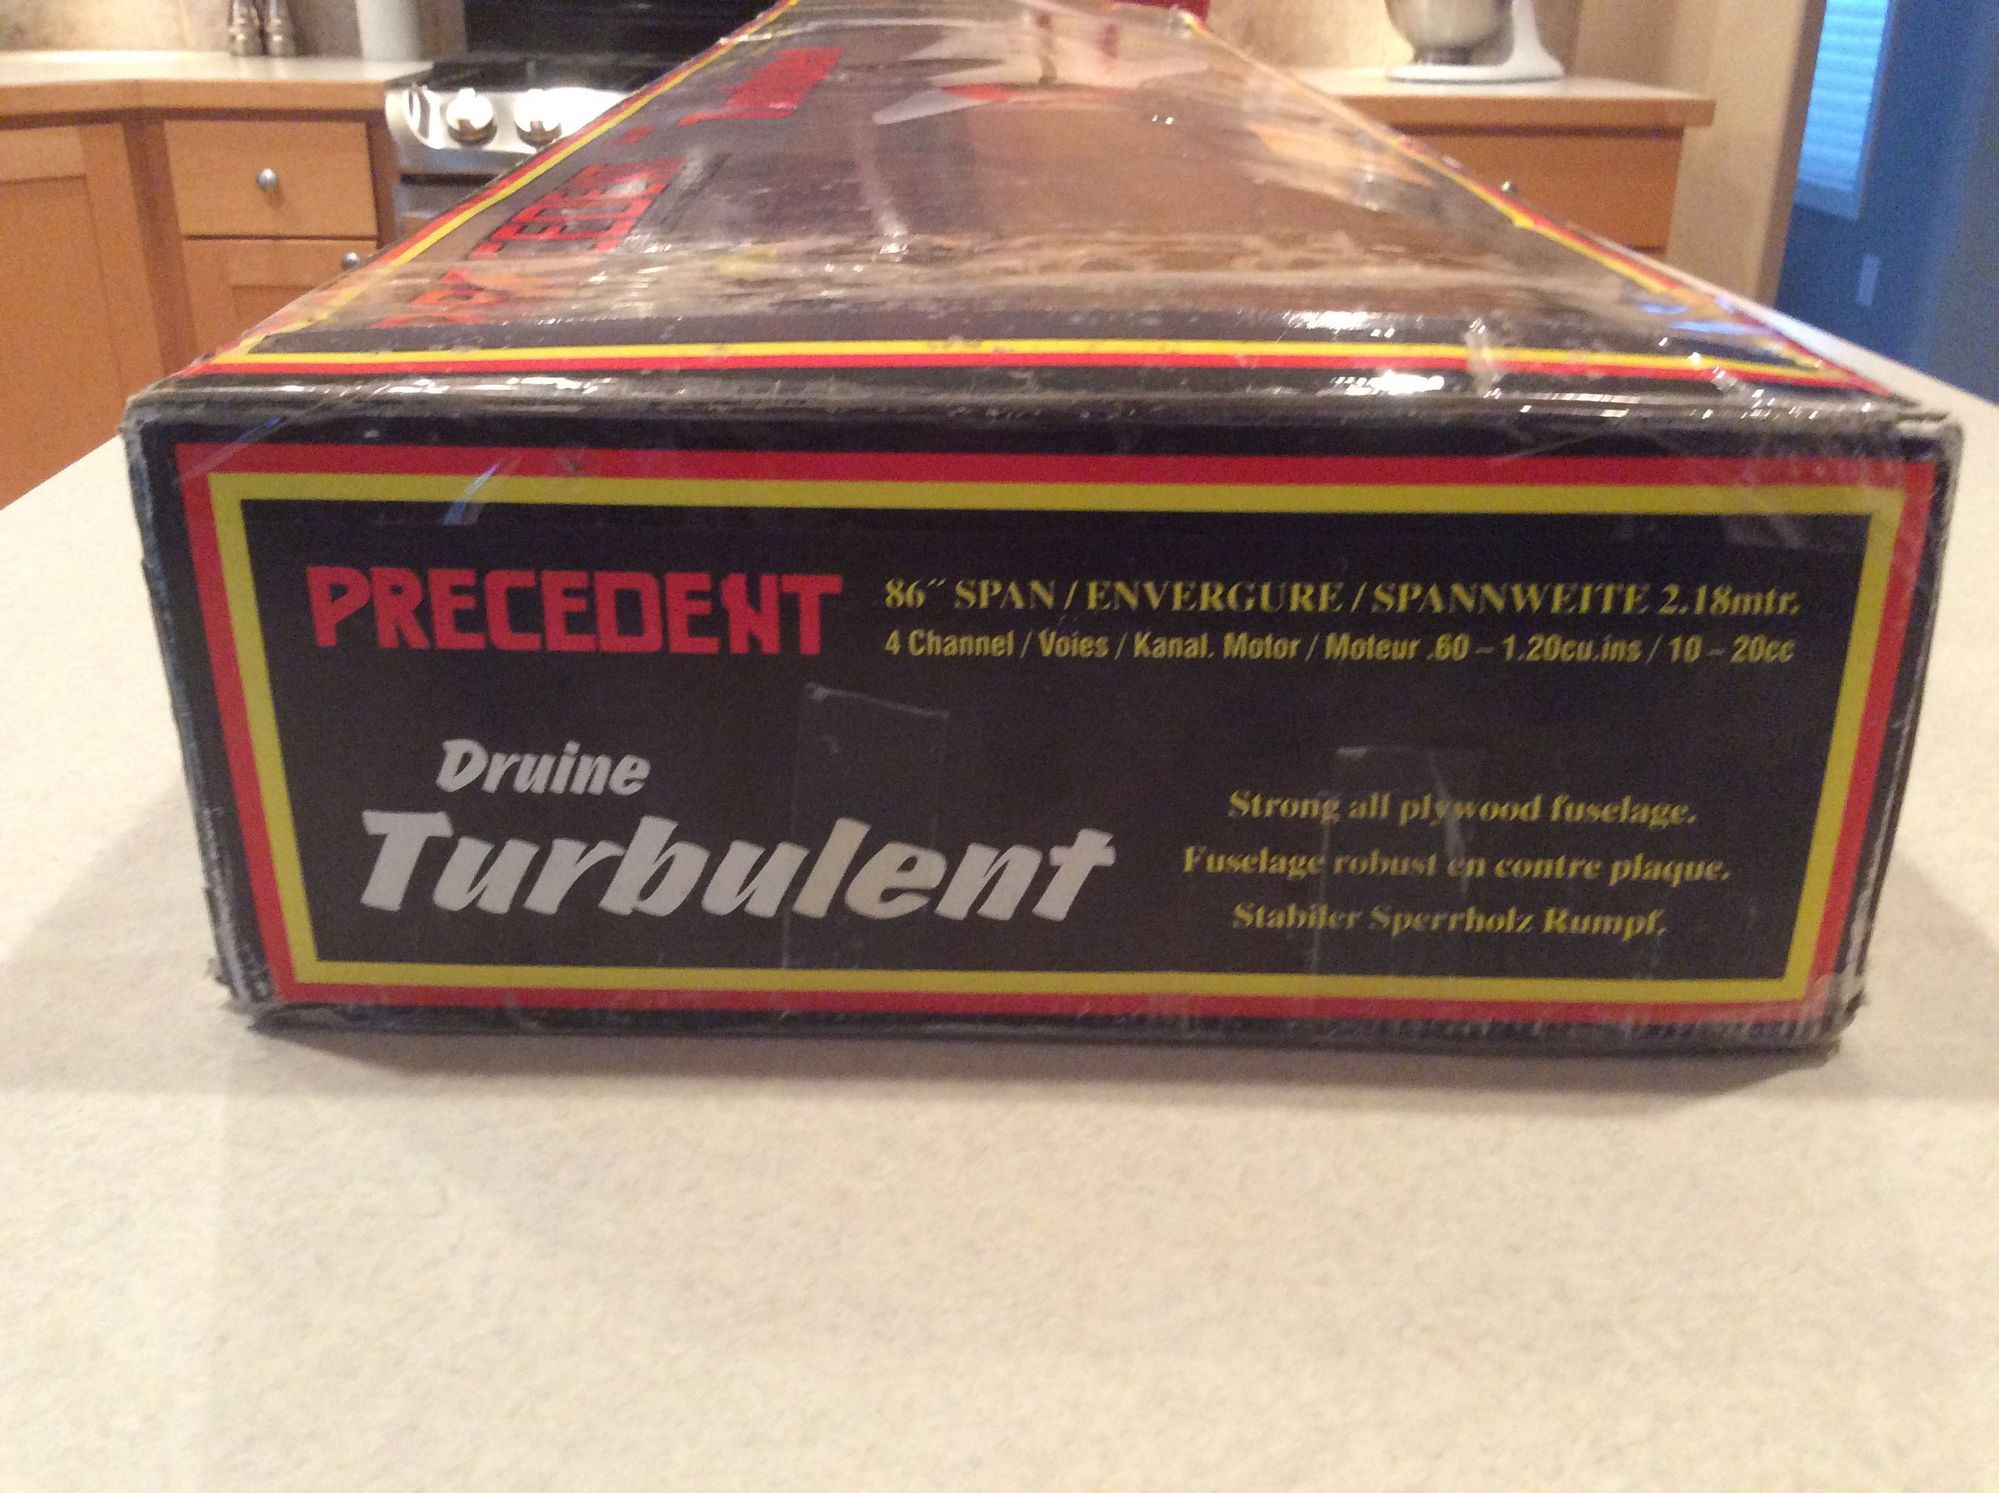 PRECEDENT
86" SPAN / ENVERGURE / SPANNWEITE 2.18mtr.
4 Channel / Voies / Kanal. Motor / Moteur .60 – 1.20cu.ins / 10 – 20cc
Druine
Turbulent
Strong all plywood fuselage.
Fuselage robust en contre plaque.
Stabiler Sperrholz Rumpf.